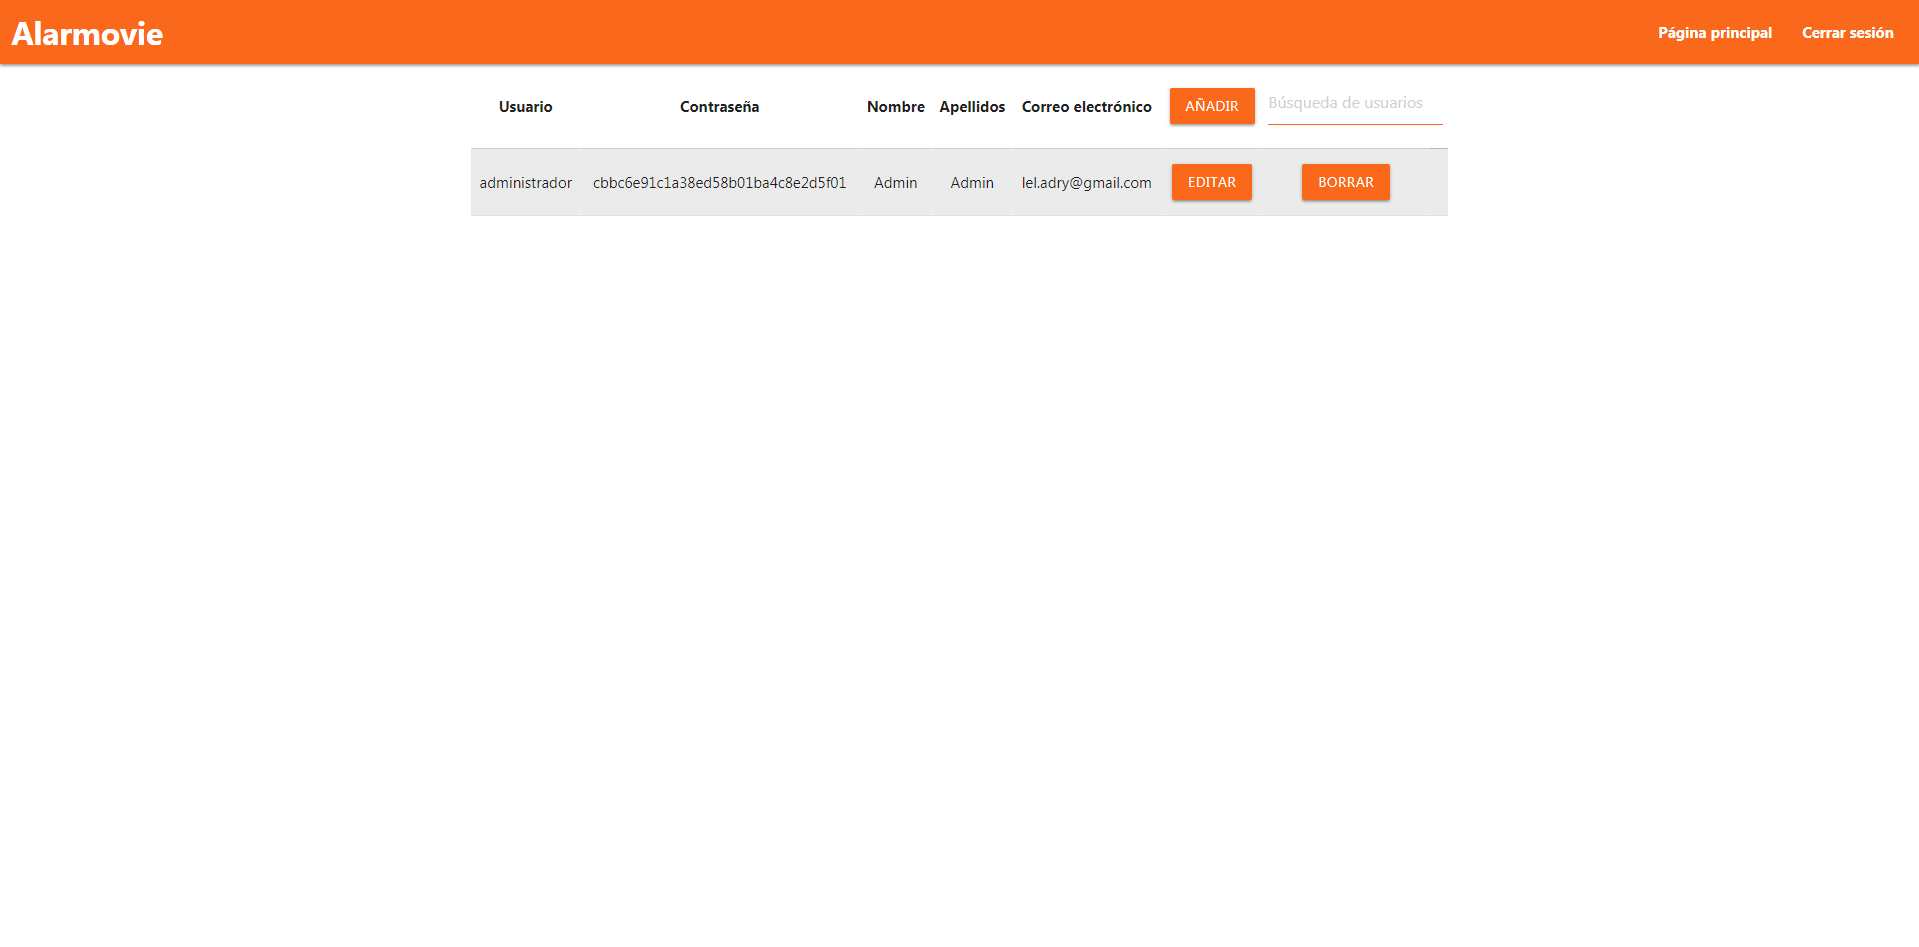 Alarmovie
Página principal Cerrar sesión
Usuario Contraseña Nombre Apellidos Correo electrónico AÑADIR Búsqueda de usuarios
administrador cbbc6e91c1a38ed58b01ba4c8e2d5f01 Admin Admin lel.adry@gmail.com EDITAR BORRAR